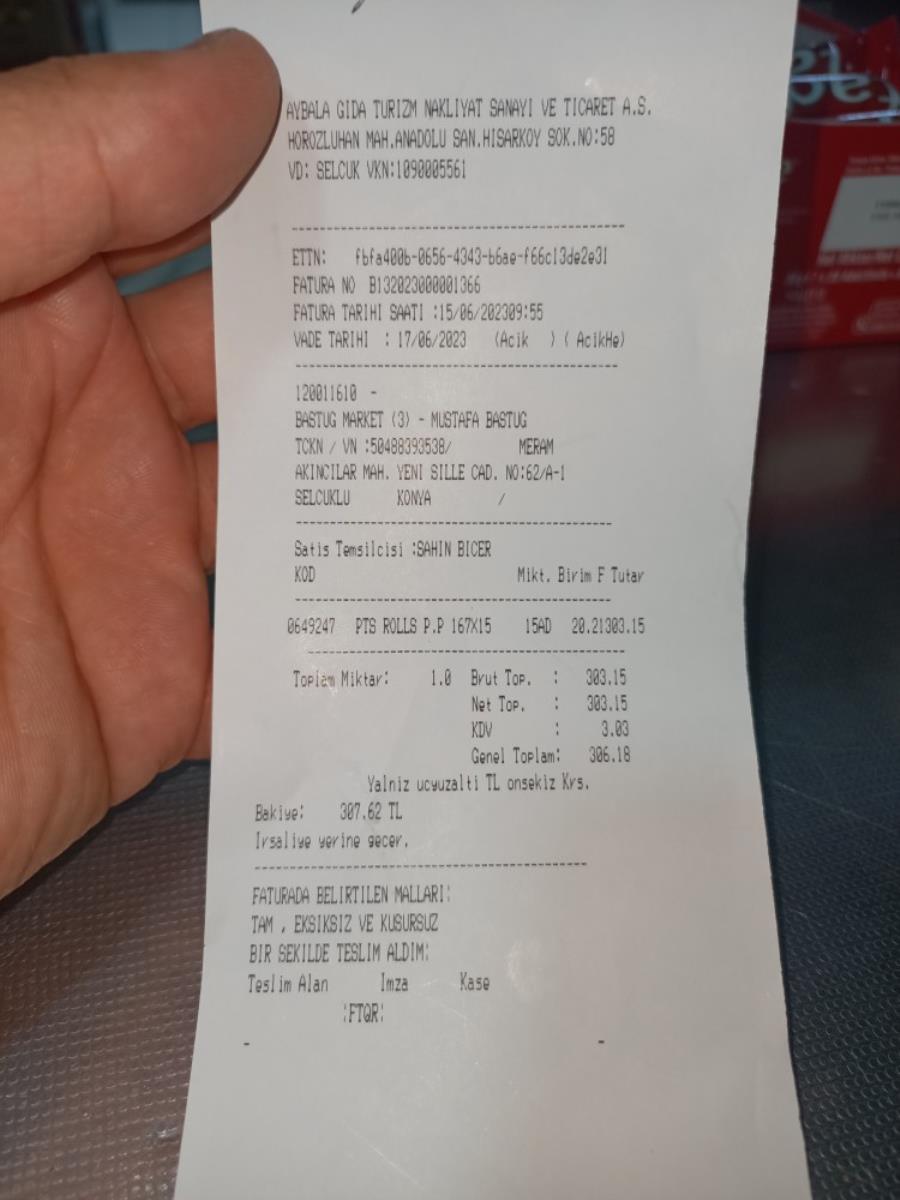 AYBALA GIDA TURIZM NAKLIYAT SANAYI VE TICARET A.S.
HOROZLUHAN MAH.ANADOLU SAN.HISARKOY SOK.NO:58
VD: SELCUK VKN:1090005561
ETTN: fbfa400b-0656-4343-b6ae-f66c13de2e31
FATURA NO B132023000001366
FATURA TARIHI SAATI :15/06/202309:55
VADE TARIHI : 17/06/2023 (Acik ) ( AcikHe)
120011610 -
BASTUG MARKET (3) - MUSTAFA BASTUG
TCKN / VN :50488393538/ MERAM
AKINCILAR MAH. YENI SILLE CAD. NO:62/A-1
SELCUKLU KONYA /
Satis Temsilcisi :SAHIN BICER
KOD Mikt. Birim F Tutar
0649247 PTS ROLLS P.P 167X15 15AD 20.21303.15
Toplam Miktar: 1.0 Brut Top. : 303.15
Net Top. : 303.15
KDV : 3.03
Genel Toplam: 306.18
Yalniz ucyuzalti TL onsekiz Krs.
Bakiye: 307.62 TL
Irsaliye yerine gecer.
FATURADA BELIRTILEN MALLARI:
TAM , EKSIKSIZ VE KUSURSUZ
BIR SEKILDE TESLIM ALDIM:
Teslim Alan Imza Kase
:FTQR:
- -